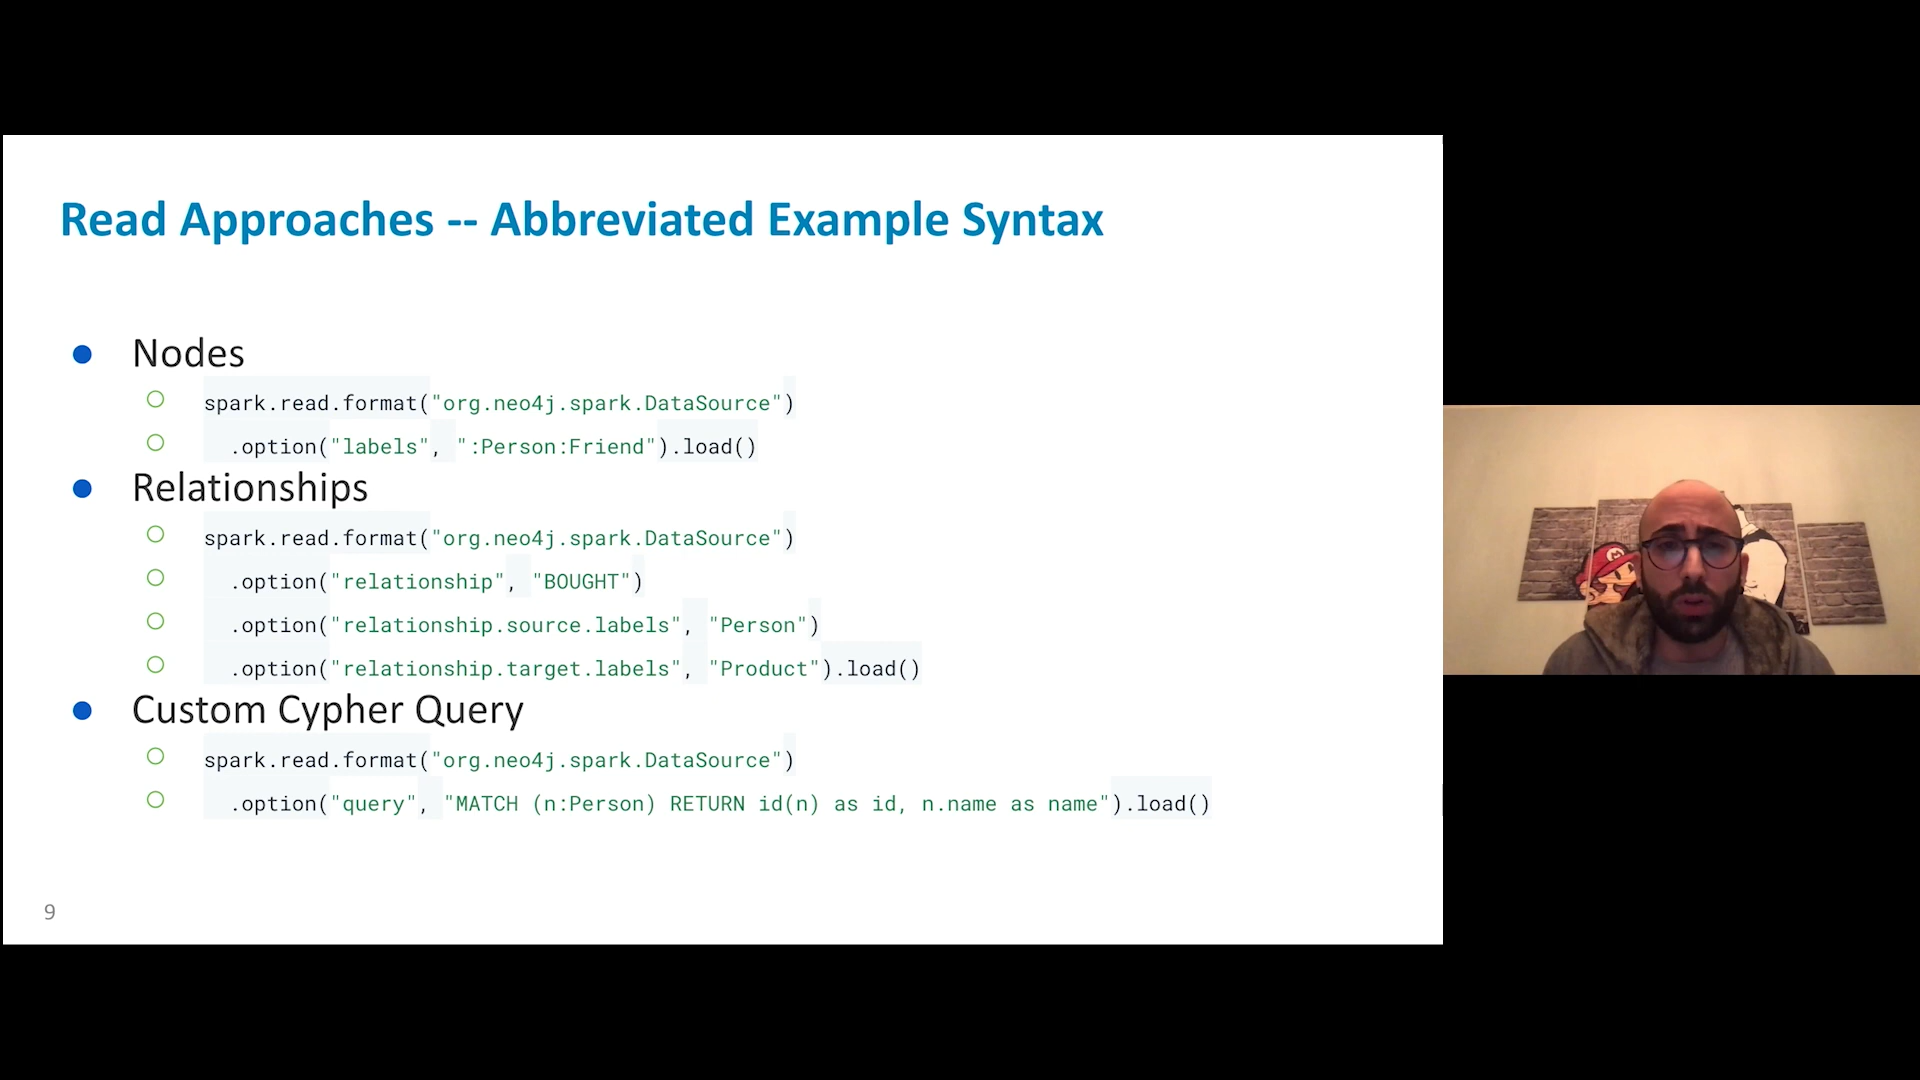 Read Approaches -- Abbreviated Example Syntax
Nodes
spark.read.format("org.neo4j.spark.DataSource")
.option("labels", ":Person:Friend").load()
Relationships
spark.read.format("org.neo4j.spark.DataSource")
.option("relationship", "BOUGHT")
.option("relationship.source.labels", "Person")
.option("relationship.target.labels", "Product").load()
Custom Cypher Query
spark.read.format("org.neo4j.spark.DataSource")
.option("query", "MATCH (n:Person) RETURN id(n) as id, n.name as name").load()
9